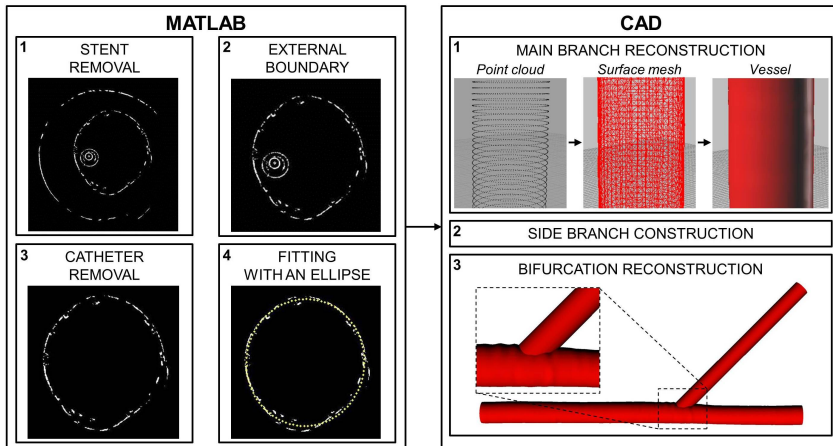 MATLAB
1
STENT
REMOVAL
2
EXTERNAL
BOUNDARY
3
CATHETER
REMOVAL
4
FITTING
WITH AN ELLIPSE
CAD
1
MAIN BRANCH RECONSTRUCTION
Point cloud
Surface mesh
Vessel
2
SIDE BRANCH CONSTRUCTION
3
BIFURCATION RECONSTRUCTION